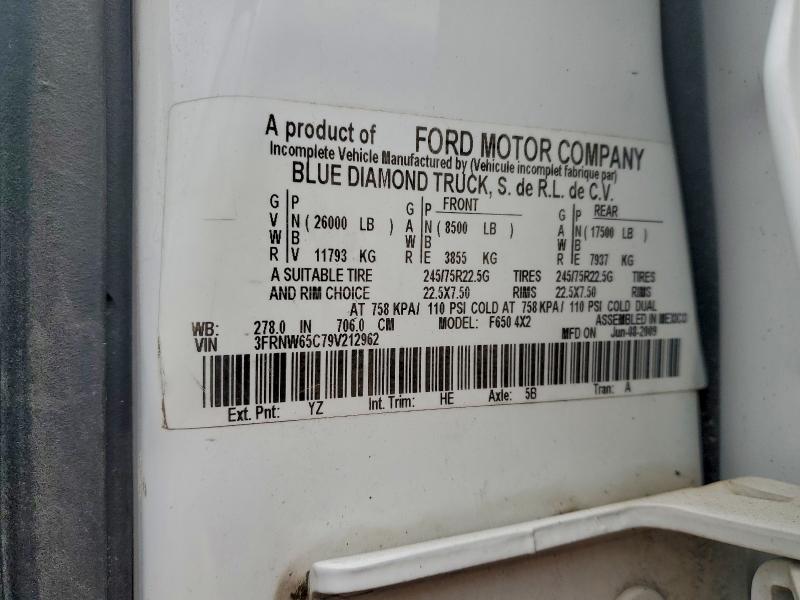 A product of FORD MOTOR COMPANY
Incomplete Vehicle Manufactured by (Vehicule incomplet fabrique par)
BLUE DIAMOND TRUCK, S. de R.L. de C.V.
G P G P FRONT G P REAR
V N ( 26000 LB ) A N ( 8500 LB ) A N ( 17500 LB )
W B W B W B
R V 11793 KG R E 3855 KG R E 7937 KG
A SUITABLE TIRE 245/75R22.5G TIRES 245/75R22.5G TIRES
AND RIM CHOICE 22.5X7.50 RIMS 22.5X7.50 RIMS
AT 758 KPA/ 110 PSI COLD AT 758 KPA/ 110 PSI COLD DUAL
WB: 278.0 IN 706.0 CM MODEL: F650 4X2 ASSEMBLED IN MEXICO
VIN 3FRNW65C79V212962 MFD ON Jun-08-2009
Ext. Pnt: YZ Int. Trim: HE Axle: 5B Tran: A